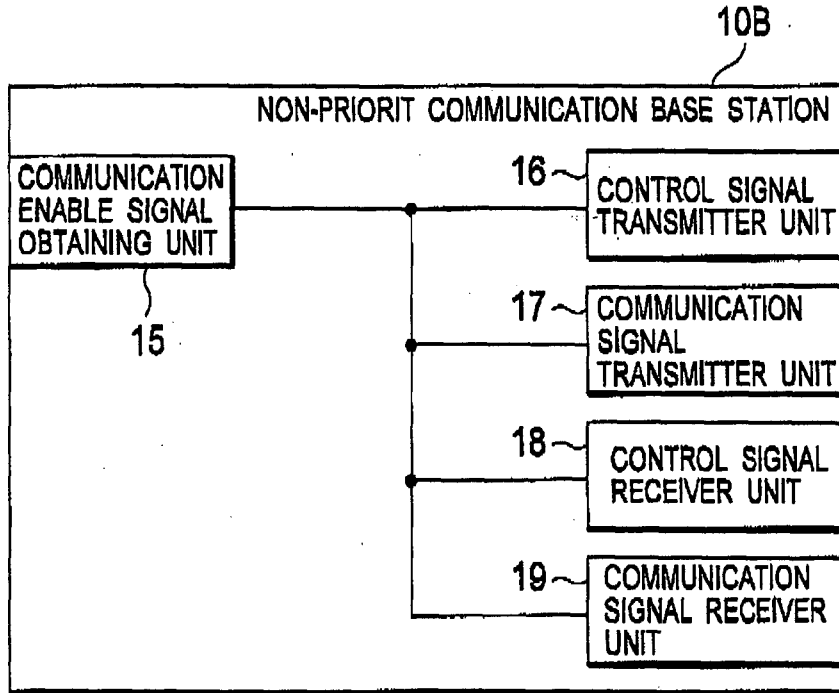 10B
NON-PRIORIT COMMUNICATION BASE STATION
COMMUNICATION
ENABLE SIGNAL
OBTAINING UNIT
15
16
CONTROL SIGNAL
TRANSMITTER UNIT
17
COMMUNICATION
SIGNAL
TRANSMITTER UNIT
18
CONTROL SIGNAL
RECEIVER UNIT
19
COMMUNICATION
SIGNAL RECEIVER
UNIT